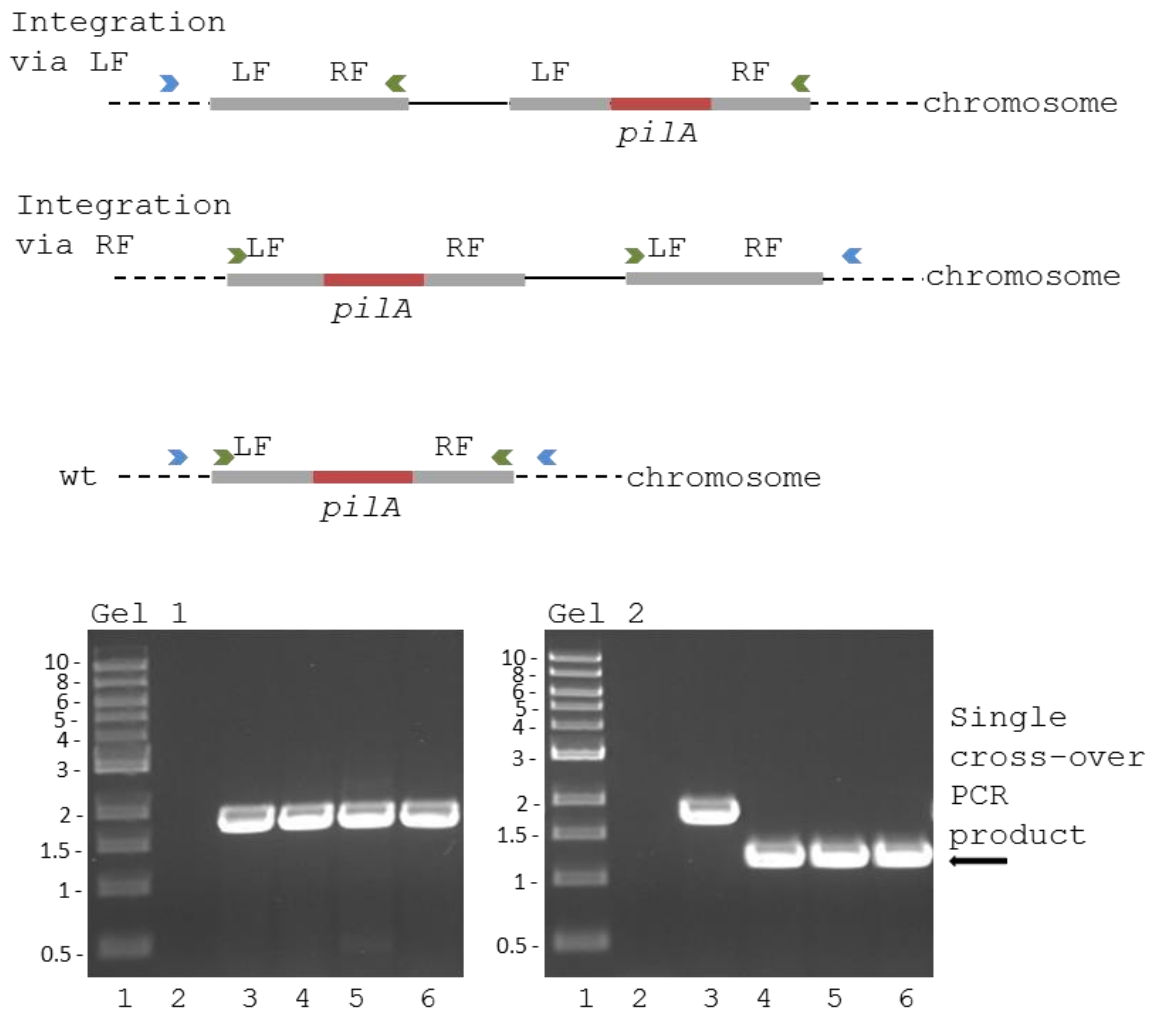 Integration
via LF
LF RF LF RF
chromosome
pilA
Integration
via RF
LF RF LF RF
chromosome
pilA
LF RF
wt
chromosome
pilA
Gel 1
10 -
8 -
6 -
5 -
4 -
3 -
2 -
1.5 -
1 -
0.5 -
1 2 3 4 5 6
Gel 2
10 -
8 -
6 -
5 -
4 -
3 -
2 -
1.5 -
1 -
0.5 -
1 2 3 4 5 6
Single
cross-over
PCR
product